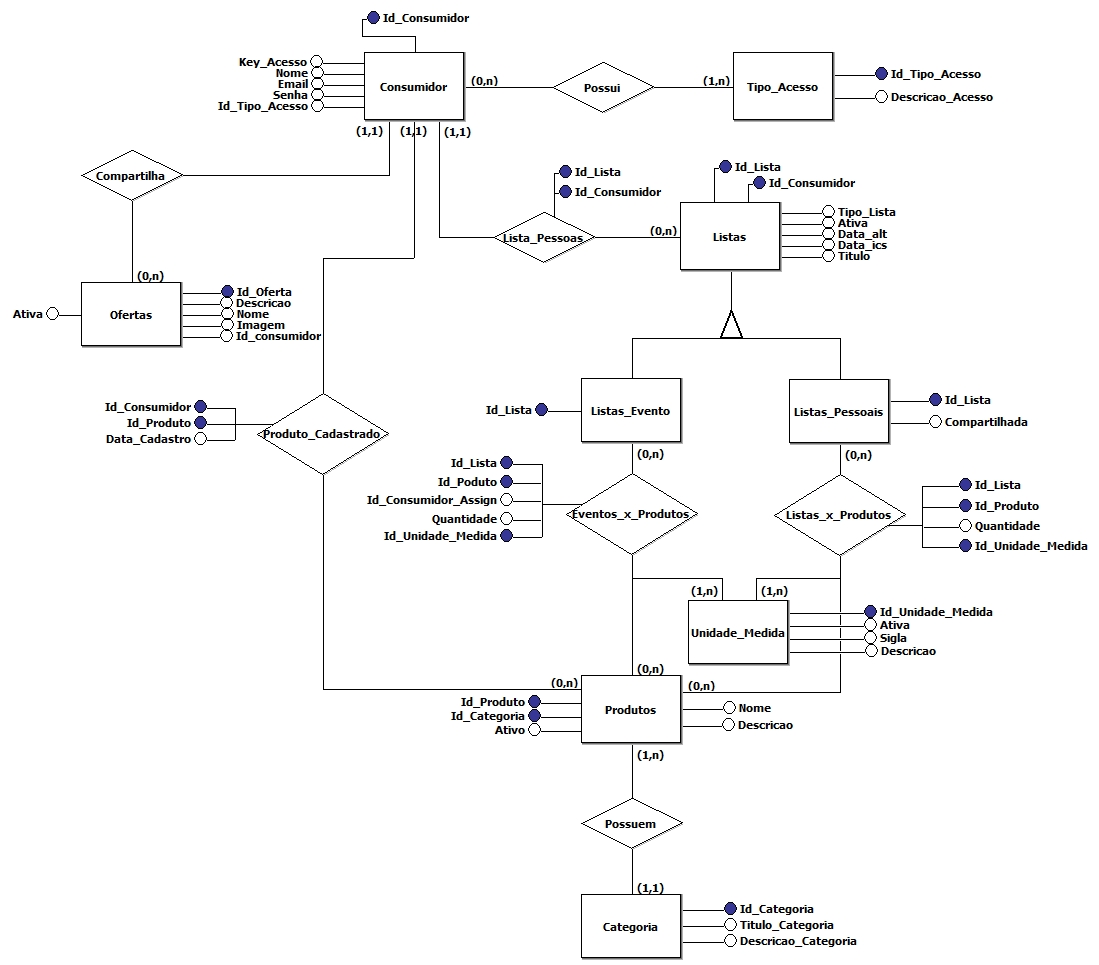 Id_Consumidor
Key_Acesso
Nome
Email
Senha
Id_Tipo_Acesso
Consumidor
(0,n)
Possui
(1,n)
Tipo_Acesso
Id_Tipo_Acesso
Descricao_Acesso
(1,1)
(1,1)
(1,1)
Compartilha
Id_Lista
Id_Consumidor
Lista_Pessoas
(0,n)
Id_Lista
Id_Consumidor
Listas
Tipo_Lista
Ativa
Data_alt
Data_ics
Titulo
(0,n)
Ativa
Ofertas
Id_Oferta
Descricao
Nome
Imagem
Id_consumidor
Id_Consumidor
Id_Produto
Data_Cadastro
Produto_Cadastrado
Id_Lista
Listas_Evento
Listas_Pessoais
Id_Lista
Compartilhada
(0,n)
(0,n)
Id_Lista
Id_Poduto
Id_Consumidor_Assign
Quantidade
Id_Unidade_Medida
Eventos_x_Produtos
Listas_x_Produtos
Id_Lista
Id_Produto
Quantidade
Id_Unidade_Medida
(1,n)
(1,n)
Unidade_Medida
Id_Unidade_Medida
Ativa
Sigla
Descricao
(0,n)
(0,n)
(0,n)
Id_Produto
Id_Categoria
Ativo
Produtos
Nome
Descricao
(1,n)
Possuem
(1,1)
Categoria
Id_Categoria
Titulo_Categoria
Descricao_Categoria